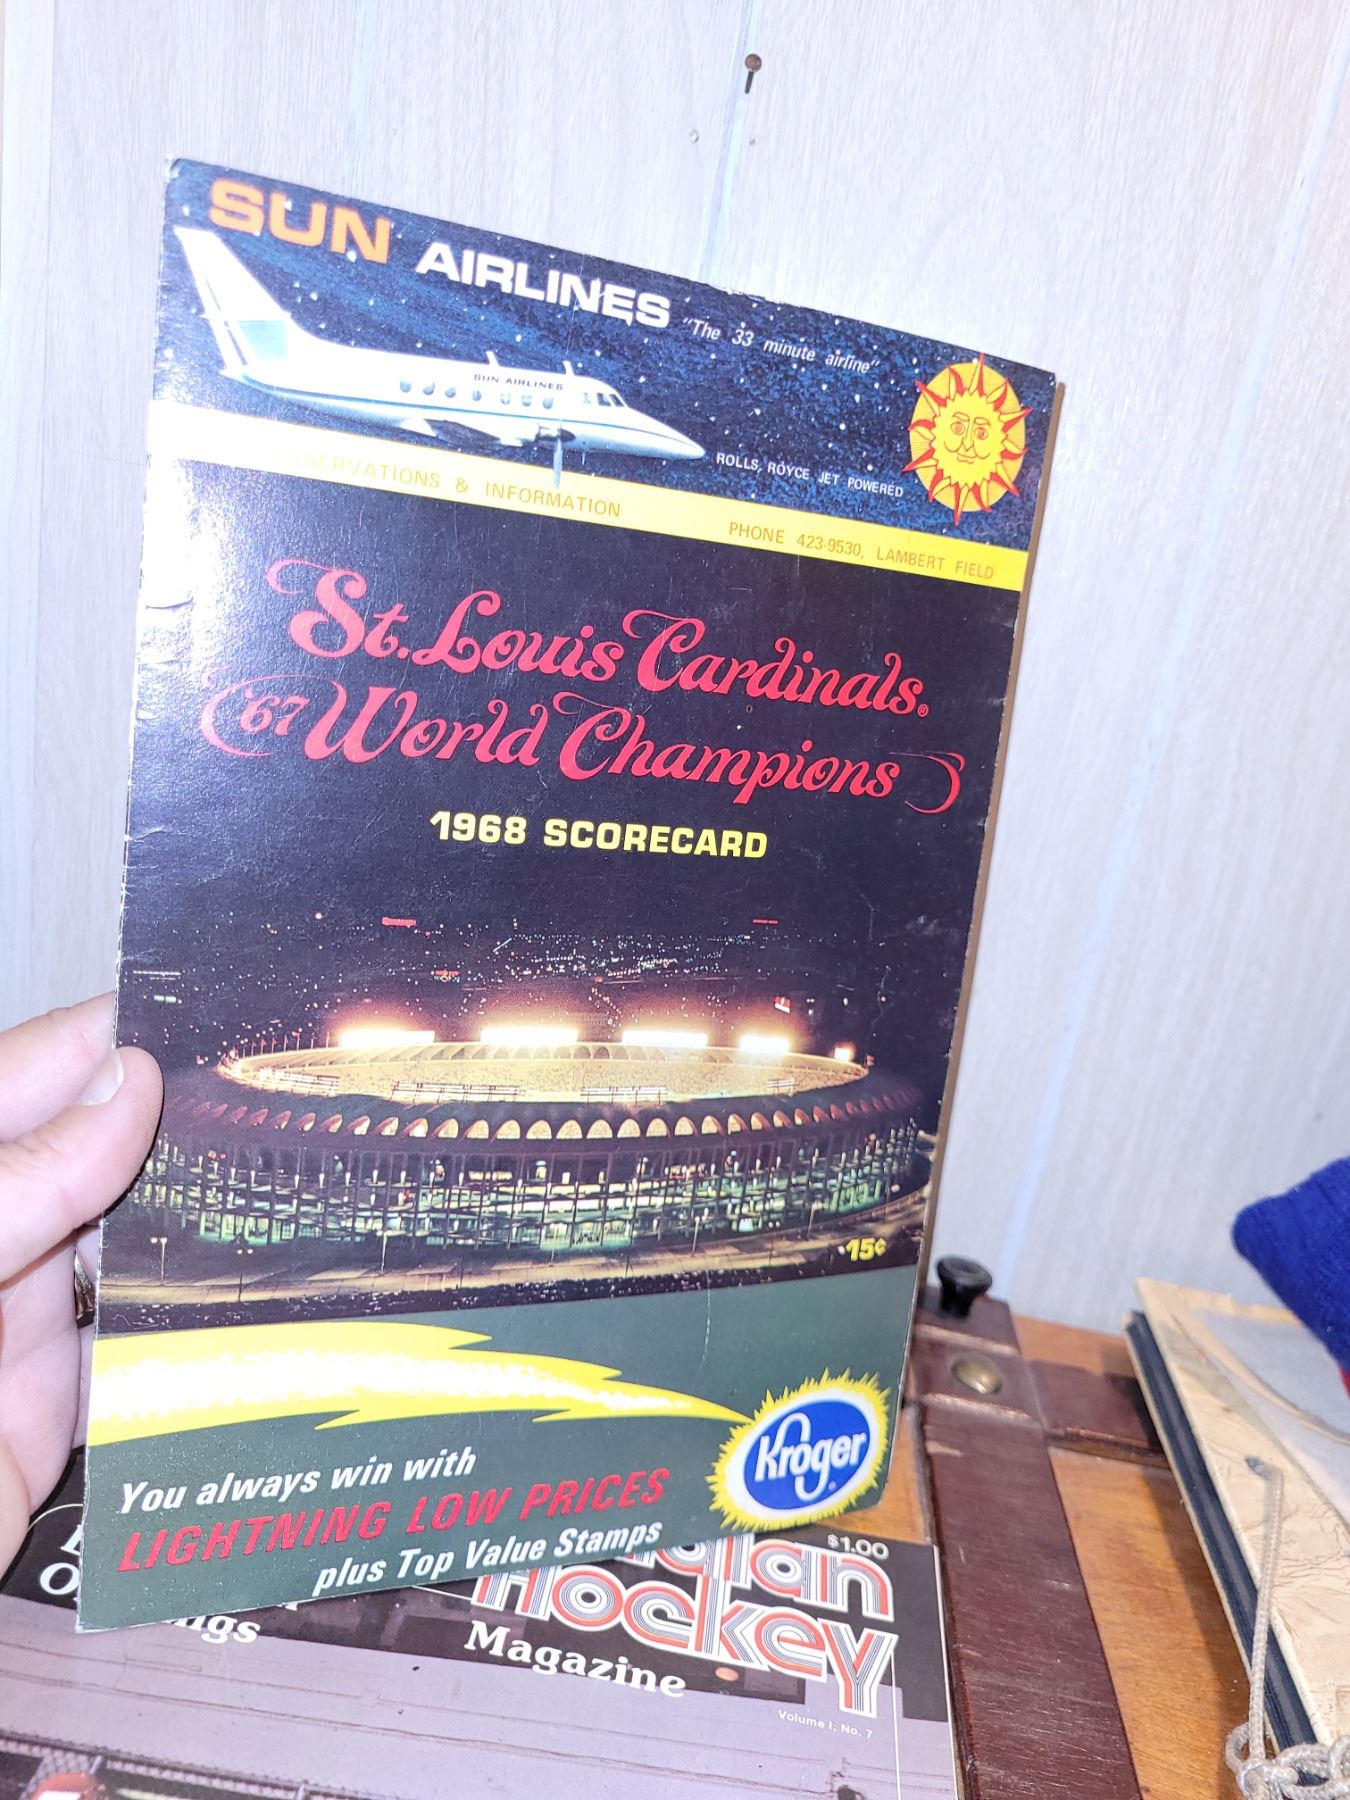 SUN AIRLINES "The 33 minute airline"
SUN AIRLINES
ROLLS, ROYCE JET POWERED
RESERVATIONS & INFORMATION PHONE 423-9530, LAMBERT FIELD
St. Louis Cardinals®
'67 World Champions
1968 SCORECARD
15¢
Kroger
You always win with
LIGHTNING LOW PRICES
plus Top Value Stamps
$1.00
Hockey
Magazine
Volume I, No. 7